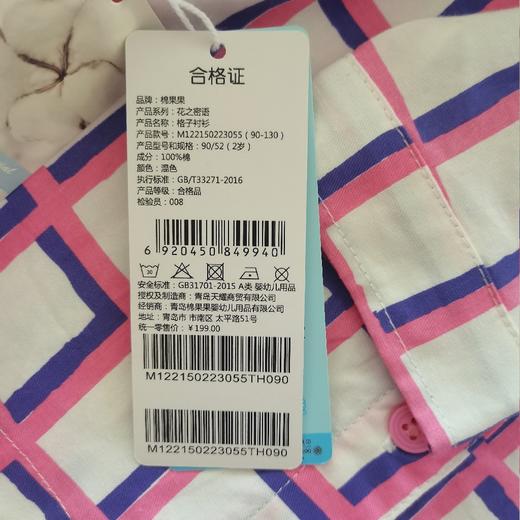 合格证
品牌：棉果果
产品系列：花之密语
产品名称：格子衬衫
产品款号：M122150223055（90-130）
产品型号和规格：90/52（2岁）
成分：100%棉
颜色：混色
执行标准：GB/T33271-2016
产品等级：合格品
检验员：008
6 920450 849940
30
安全标准：GB31701-2015 A类 婴幼儿用品
授权及制造商：青岛天耀商贸有限公司
经销商：青岛棉果果婴幼儿用品有限公司
地址：青岛市 市南区 太平路51号
统一零售价：￥199.00
M122150223055TH090
M122150223055TH090